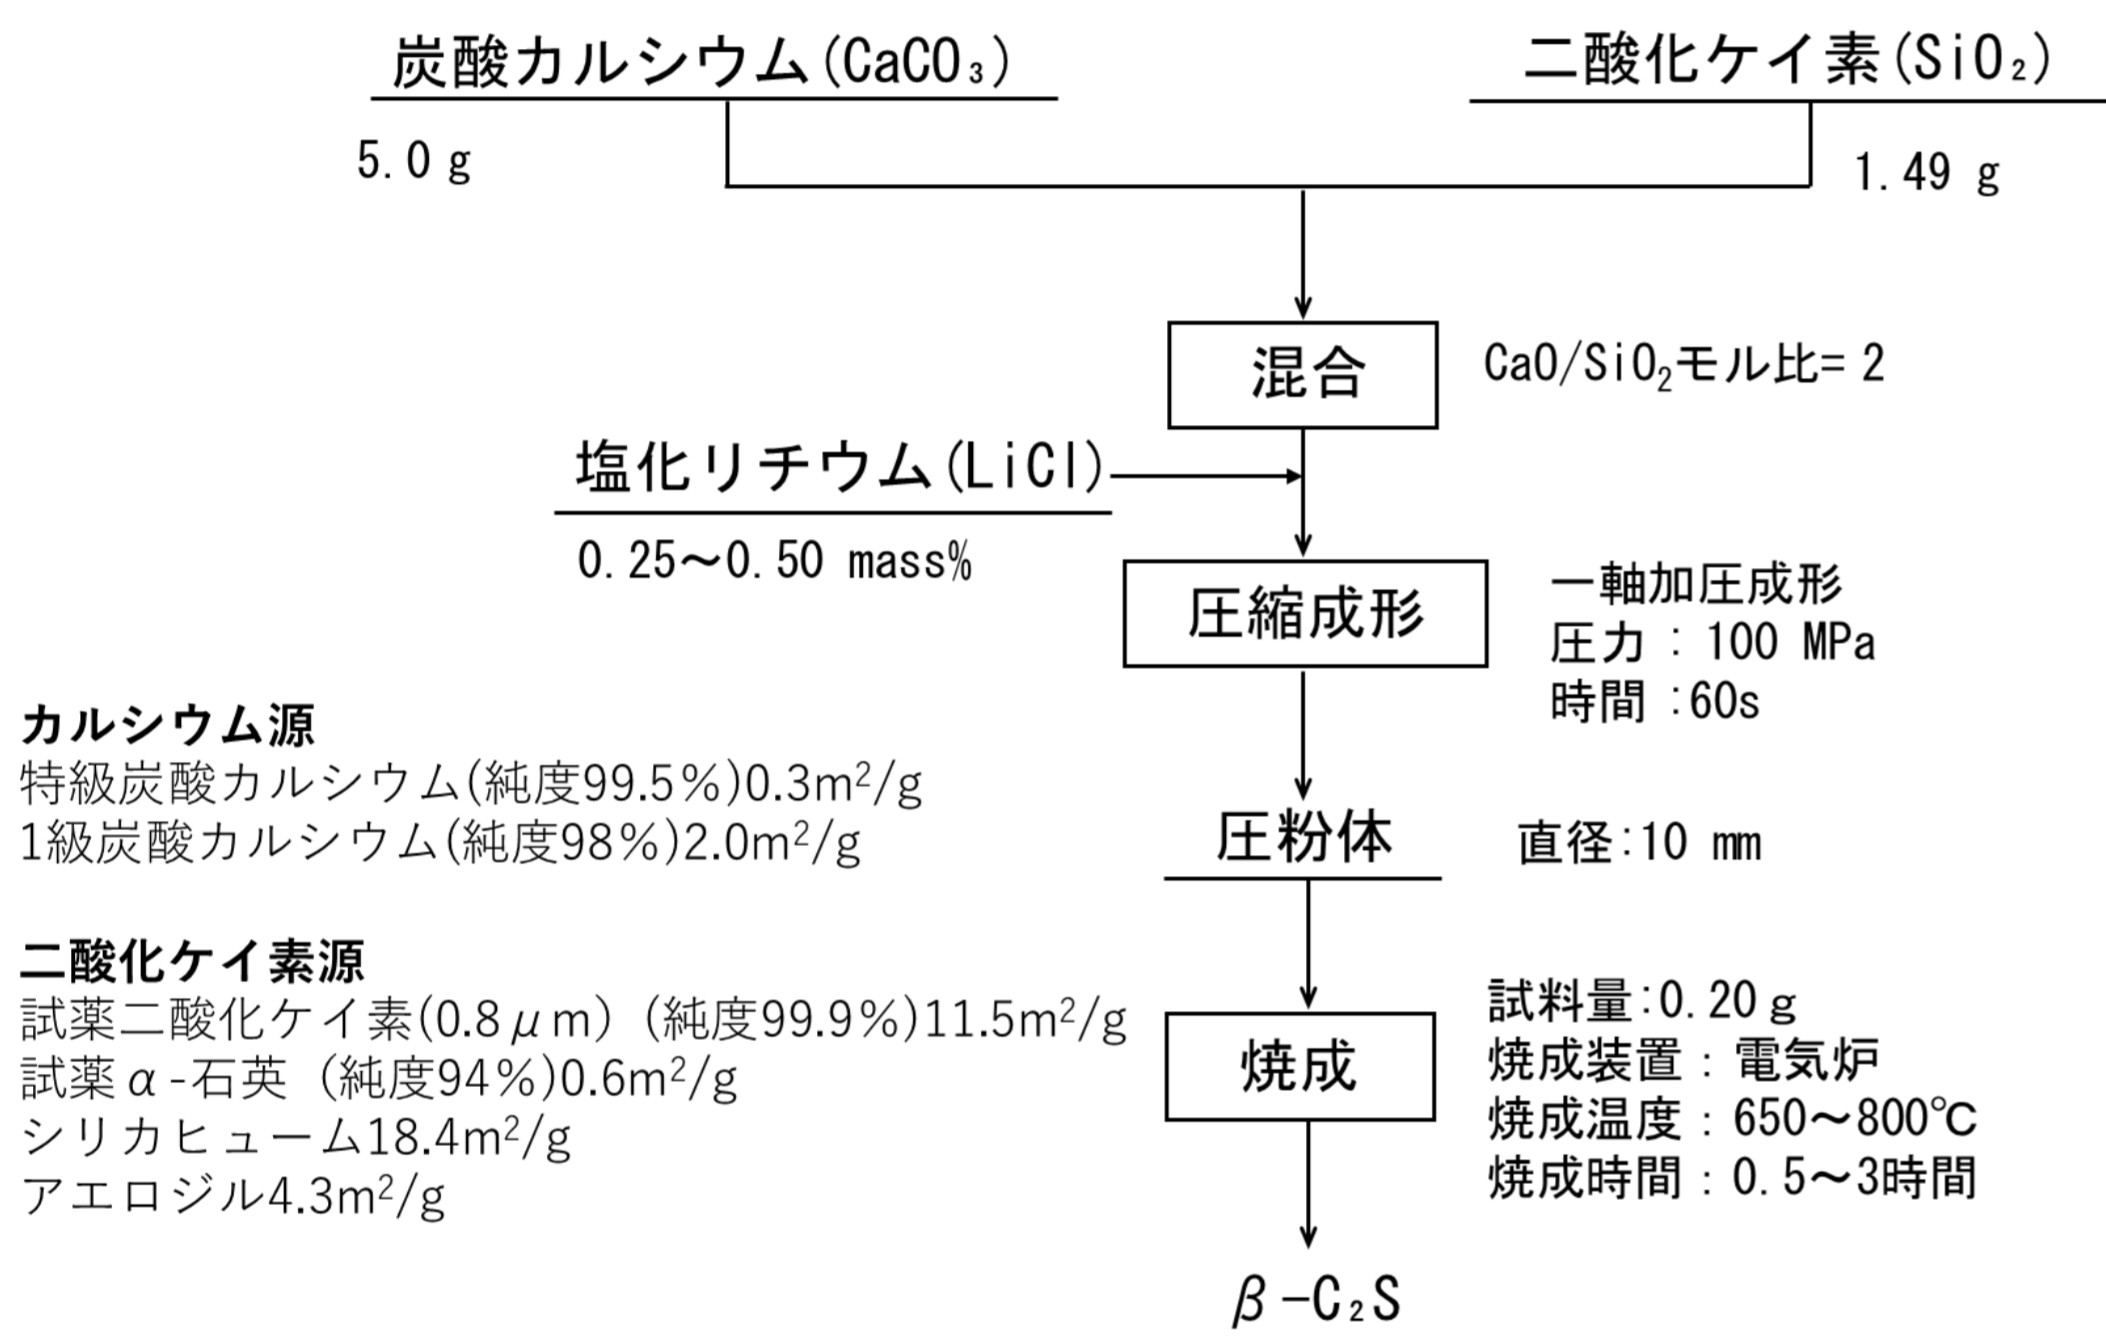 炭酸カルシウム(CaCO₃)
二酸化ケイ素(SiO₂)
5.0 g
1.49 g
混合
CaO/SiO₂モル比= 2
塩化リチウム(LiCl)
0.25～0.50 mass%
圧縮成形
一軸加圧成形
圧力：100 MPa
時間：60s
カルシウム源
特級炭酸カルシウム(純度99.5％)0.3m²/g
1級炭酸カルシウム(純度98％)2.0m²/g
圧粉体
直径:10 mm
二酸化ケイ素源
試薬二酸化ケイ素(0.8μm) (純度99.9％)11.5m²/g
試薬α-石英 (純度94％)0.6m²/g
シリカヒューム18.4m²/g
アエロジル4.3m²/g
焼成
試料量:0.20ｇ
焼成装置：電気炉
焼成温度：650～800℃
焼成時間：0.5～3時間
β-C₂S